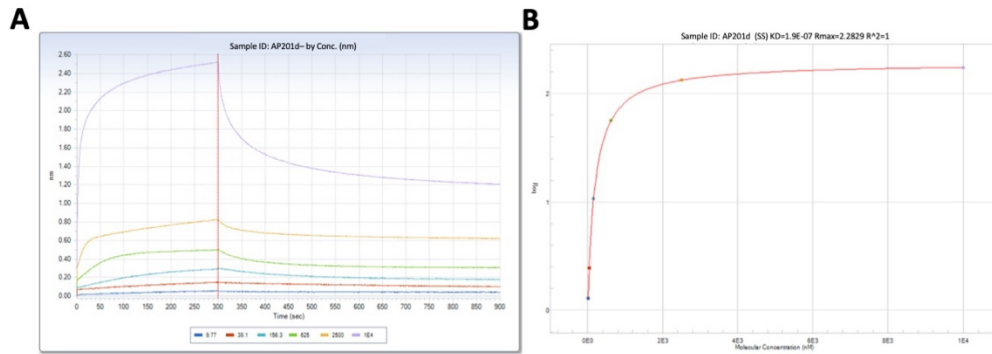 A
B
Sample ID: AP201d– by Conc. (nm)
2.60
2.40
2.20
2.00
1.80
1.60
1.40
1.20
1.00
0.80
0.60
0.40
0.20
0.00
nm
0 50 100 150 200 250 300 350 400 450 500 550 600 650 700 750 800 850 900
Time (sec)
9.77 39.1 156.3 625 2500 1E4
Sample ID: AP201d (SS) KD=1.9E-07 Rmax=2.2829 R^2=1
2
1
0
0E0 2E3 4E3 6E3 8E3 1E4
Molecular Concentration (nM)